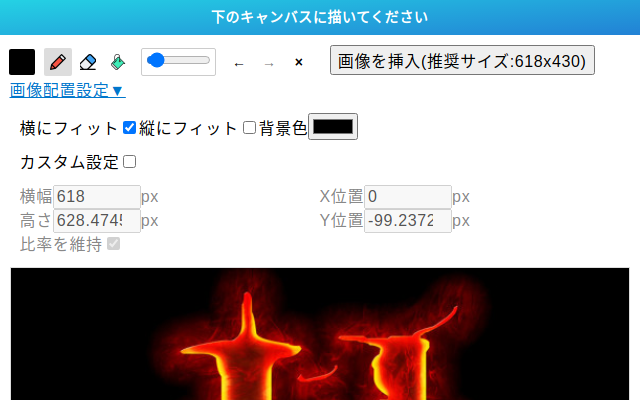 下のキャンバスに描いてください
← → × 画像を挿入(推奨サイズ:618x430)
画像配置設定▼
横にフィット 縦にフィット 背景色
カスタム設定
横幅 618 px X位置 0 px
高さ 628.4745 px Y位置 -99.2372 px
比率を維持